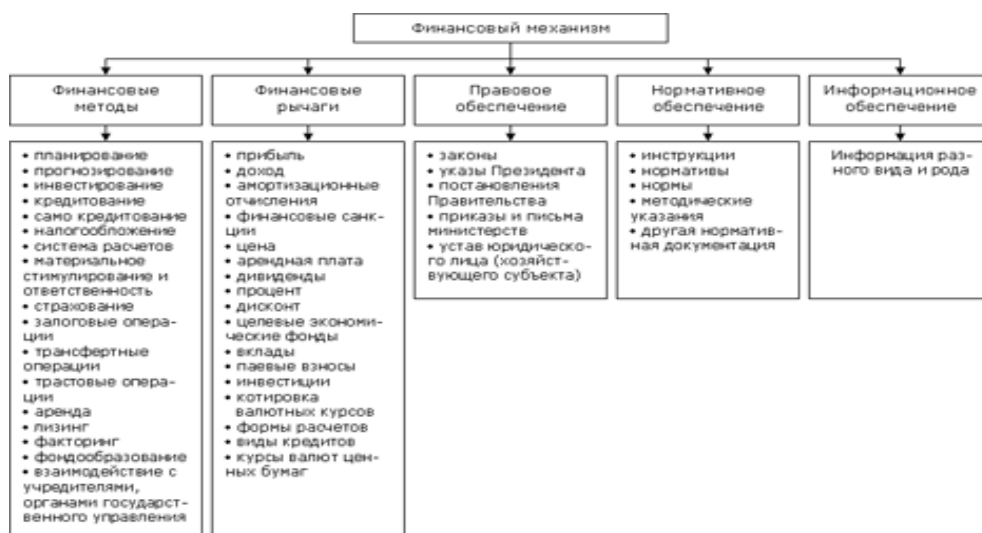 Финансовый механизм
Финансовые
методы
• планирование
• прогнозирование
• инвестирование
• кредитование
• само кредитование
• налогообложение
• система расчетов
• материальное
стимулирование и
ответственность
• страхование
• залоговые опера-
ции
• трансфертные
операции
• трастовые опера-
ции
• аренда
• лизинг
• факторинг
• фондообразование
• взаимодействие с
учредителями,
органами государст-
венного управления
Финансовые
рычаги
• прибыль
• доход
• амортизационные
отчисления
• финансовые санк-
ции
• цена
• арендная плата
• дивиденды
• процент
• дисконт
• целевые экономи-
ческие фонды
• вклады
• паевые взносы
• инвестиции
• котировка
валютных курсов
• формы расчетов
• виды кредитов
• курсы валют цен-
ных бумаг
Правовое
обеспечение
• законы
• указы Президента
• постановления
Правительства
• приказы и письма
министерств
• устав юридическо-
го лица (хозяйст-
вующего субъекта)
Нормативное
обеспечение
• инструкции
• нормативы
• нормы
• методические
указания
• другая норматив-
ная документация
Информационное
обеспечение
Информация раз-
ного вида и рода